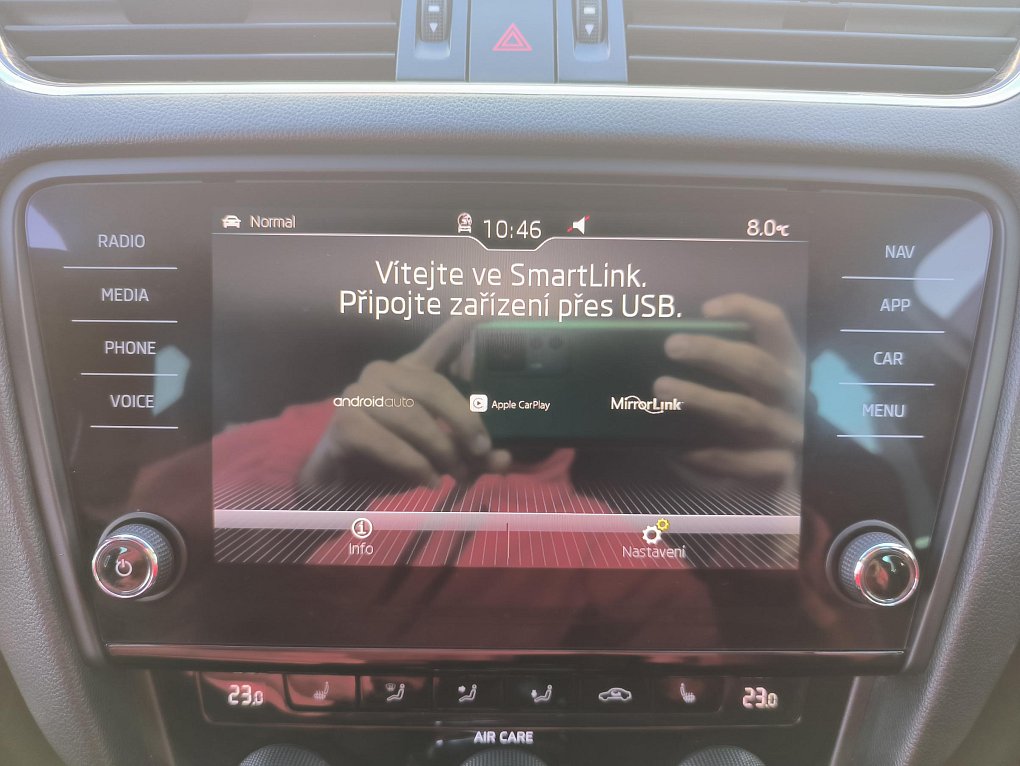 Normal
10:46
8.0°C
Vítejte ve SmartLink.
Připojte zařízení přes USB.
androidauto
Apple CarPlay
MirrorLink
Info
Nastavení
RADIO
MEDIA
PHONE
VOICE
NAV
APP
CAR
MENU
23.0
23.0
AIR CARE